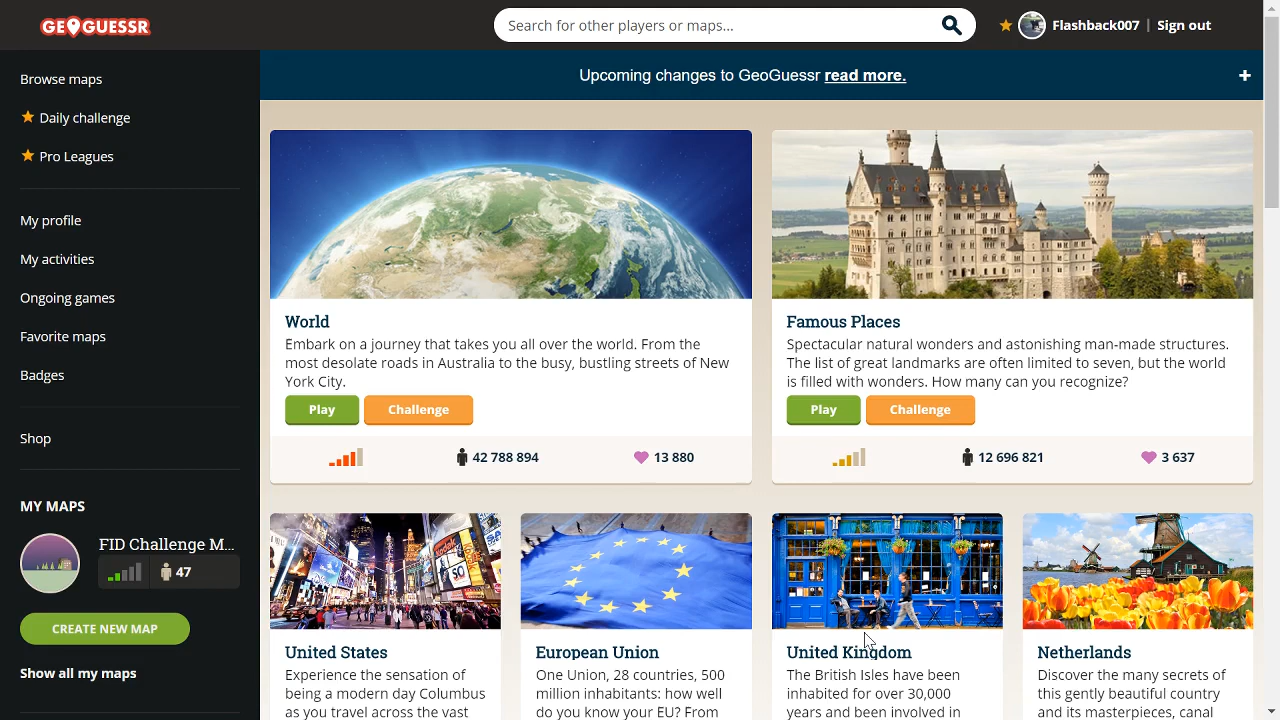 GEOGUESSR
Search for other players or maps...
Flashback007 | Sign out
Browse maps
Daily challenge
Pro Leagues
My profile
My activities
Ongoing games
Favorite maps
Badges
Shop
MY MAPS
FID Challenge M...
47
CREATE NEW MAP
Show all my maps
Upcoming changes to GeoGuessr read more.
+
World
Embark on a journey that takes you all over the world. From the
most desolate roads in Australia to the busy, bustling streets of New
York City.
Play Challenge
42 788 894 13 880
Famous Places
Spectacular natural wonders and astonishing man-made structures.
The list of great landmarks are often limited to seven, but the world
is filled with wonders. How many can you recognize?
Play Challenge
12 696 821 3 637
Kodak
United States
Experience the sensation of
being a modern day Columbus
as you travel across the vast
European Union
One Union, 28 countries, 500
million inhabitants: how well
do you know your EU? From
United Kingdom
The British Isles have been
inhabited for over 30,000
years and been involved in
Netherlands
Discover the many secrets of
this gently beautiful country
and its masterpieces, canal